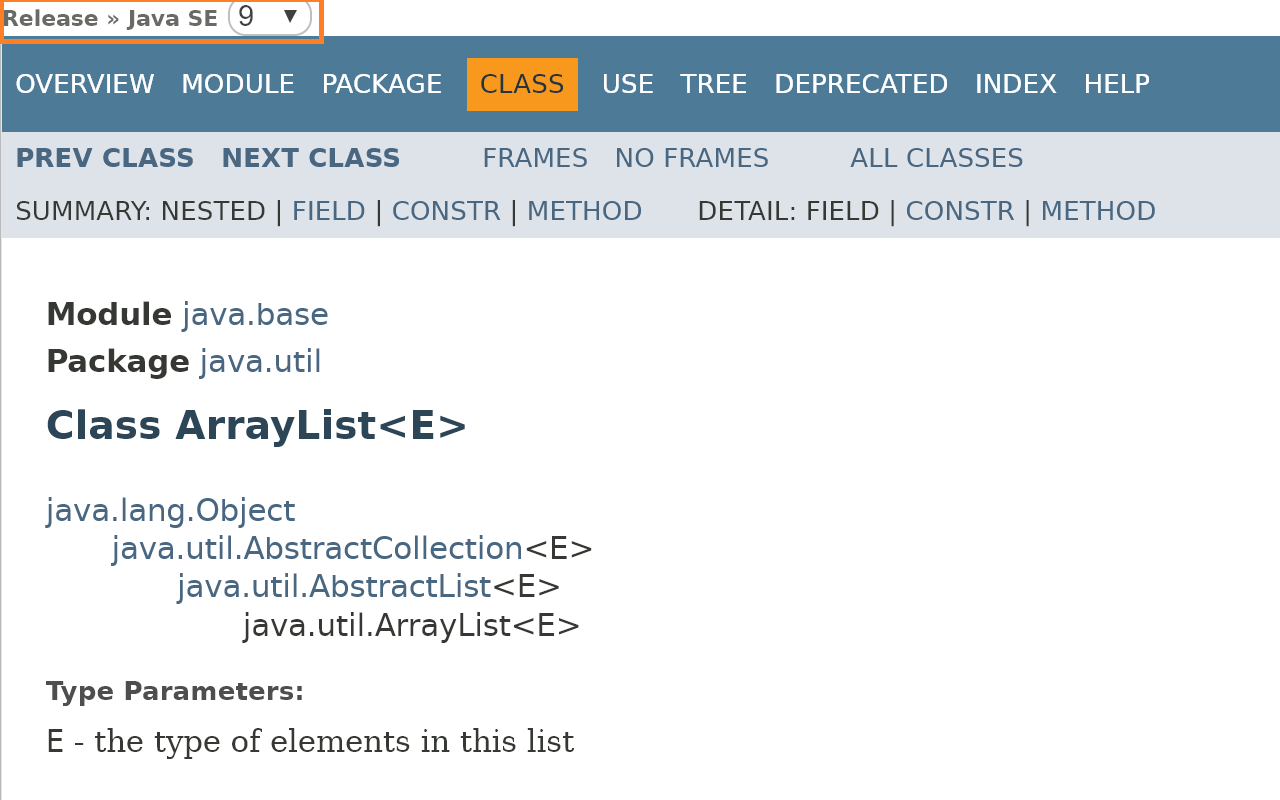 Release » Java SE 9 ▼
OVERVIEW MODULE PACKAGE CLASS USE TREE DEPRECATED INDEX HELP
PREV CLASS NEXT CLASS FRAMES NO FRAMES ALL CLASSES
SUMMARY: NESTED | FIELD | CONSTR | METHOD DETAIL: FIELD | CONSTR | METHOD
Module java.base
Package java.util
Class ArrayList<E>
java.lang.Object
java.util.AbstractCollection<E>
java.util.AbstractList<E>
java.util.ArrayList<E>
Type Parameters:
E - the type of elements in this list